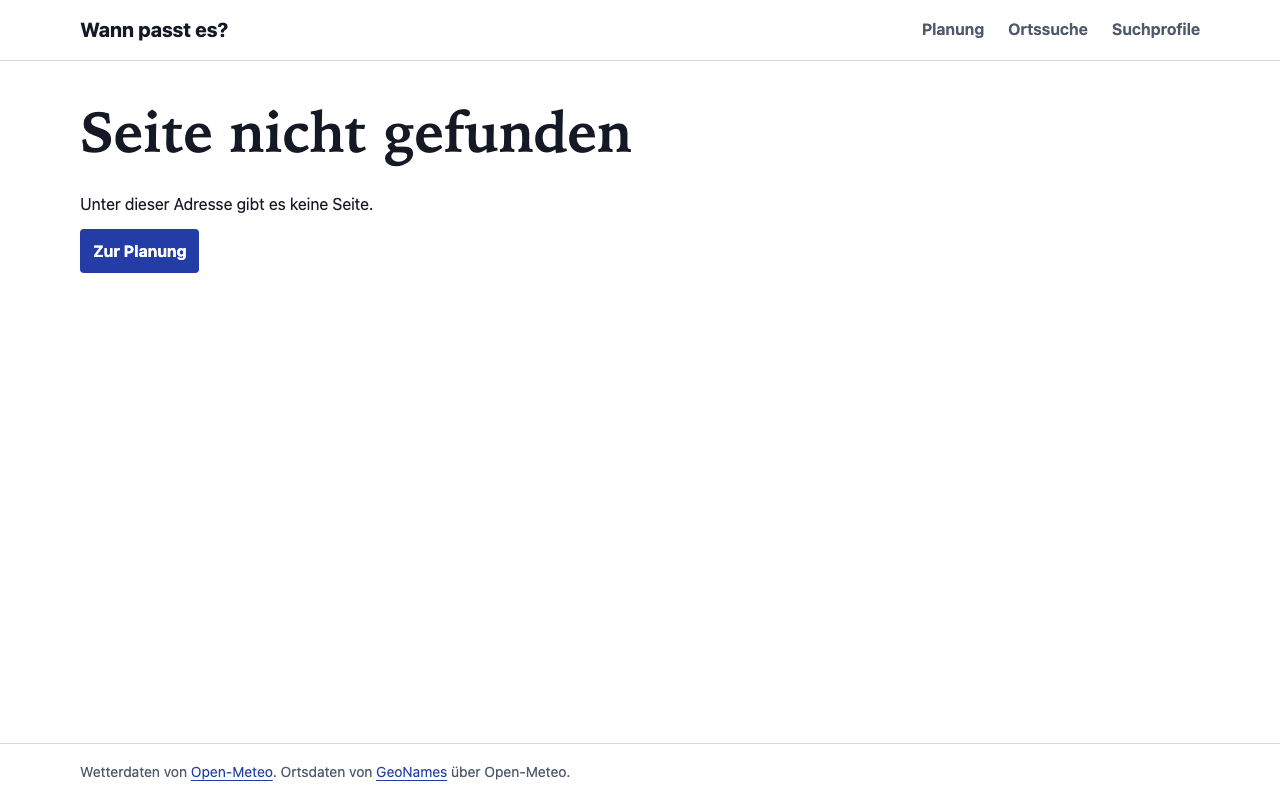 Wann passt es?
Planung Ortssuche Suchprofile
Seite nicht gefunden
Unter dieser Adresse gibt es keine Seite.
Zur Planung
Wetterdaten von Open-Meteo. Ortsdaten von GeoNames über Open-Meteo.